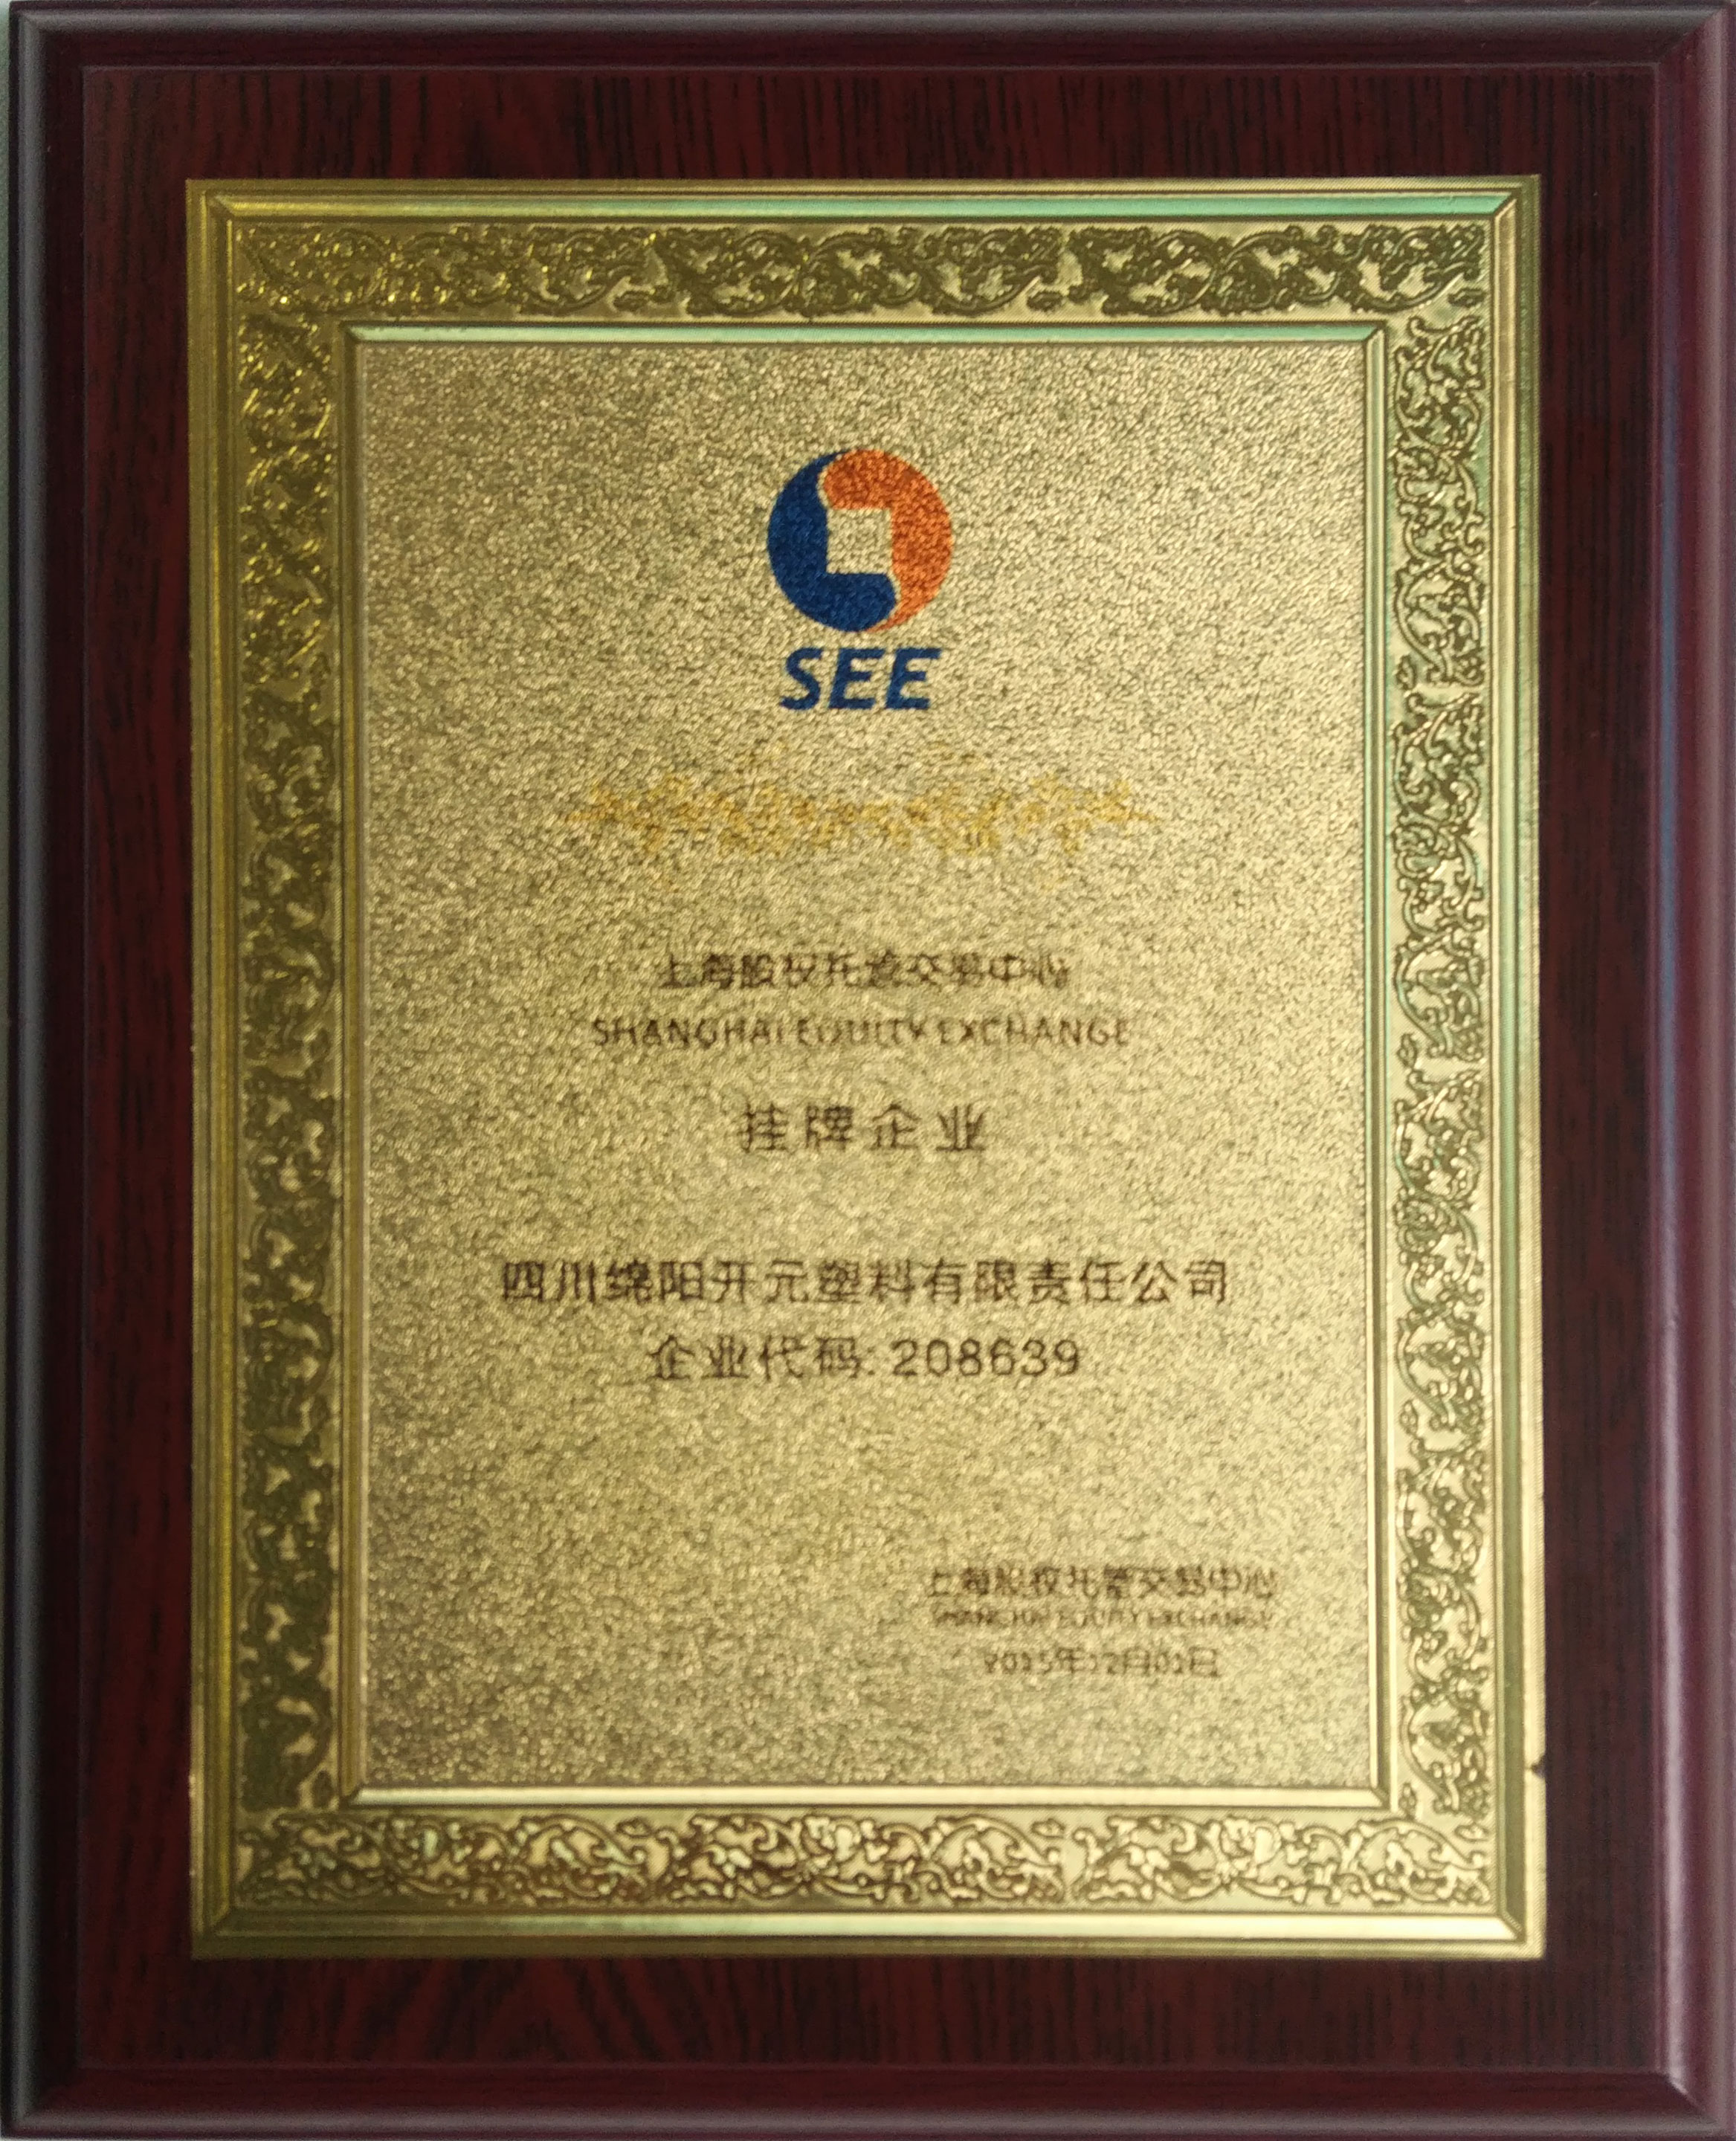 SEE
上海股权托管交易中心
SHANGHAI EQUITY EXCHANGE
挂牌企业
四川绵阳开元塑料有限责任公司
企业代码: 208639
上海股权托管交易中心
SHANGHAI EQUITY EXCHANGE
2015年12月01日